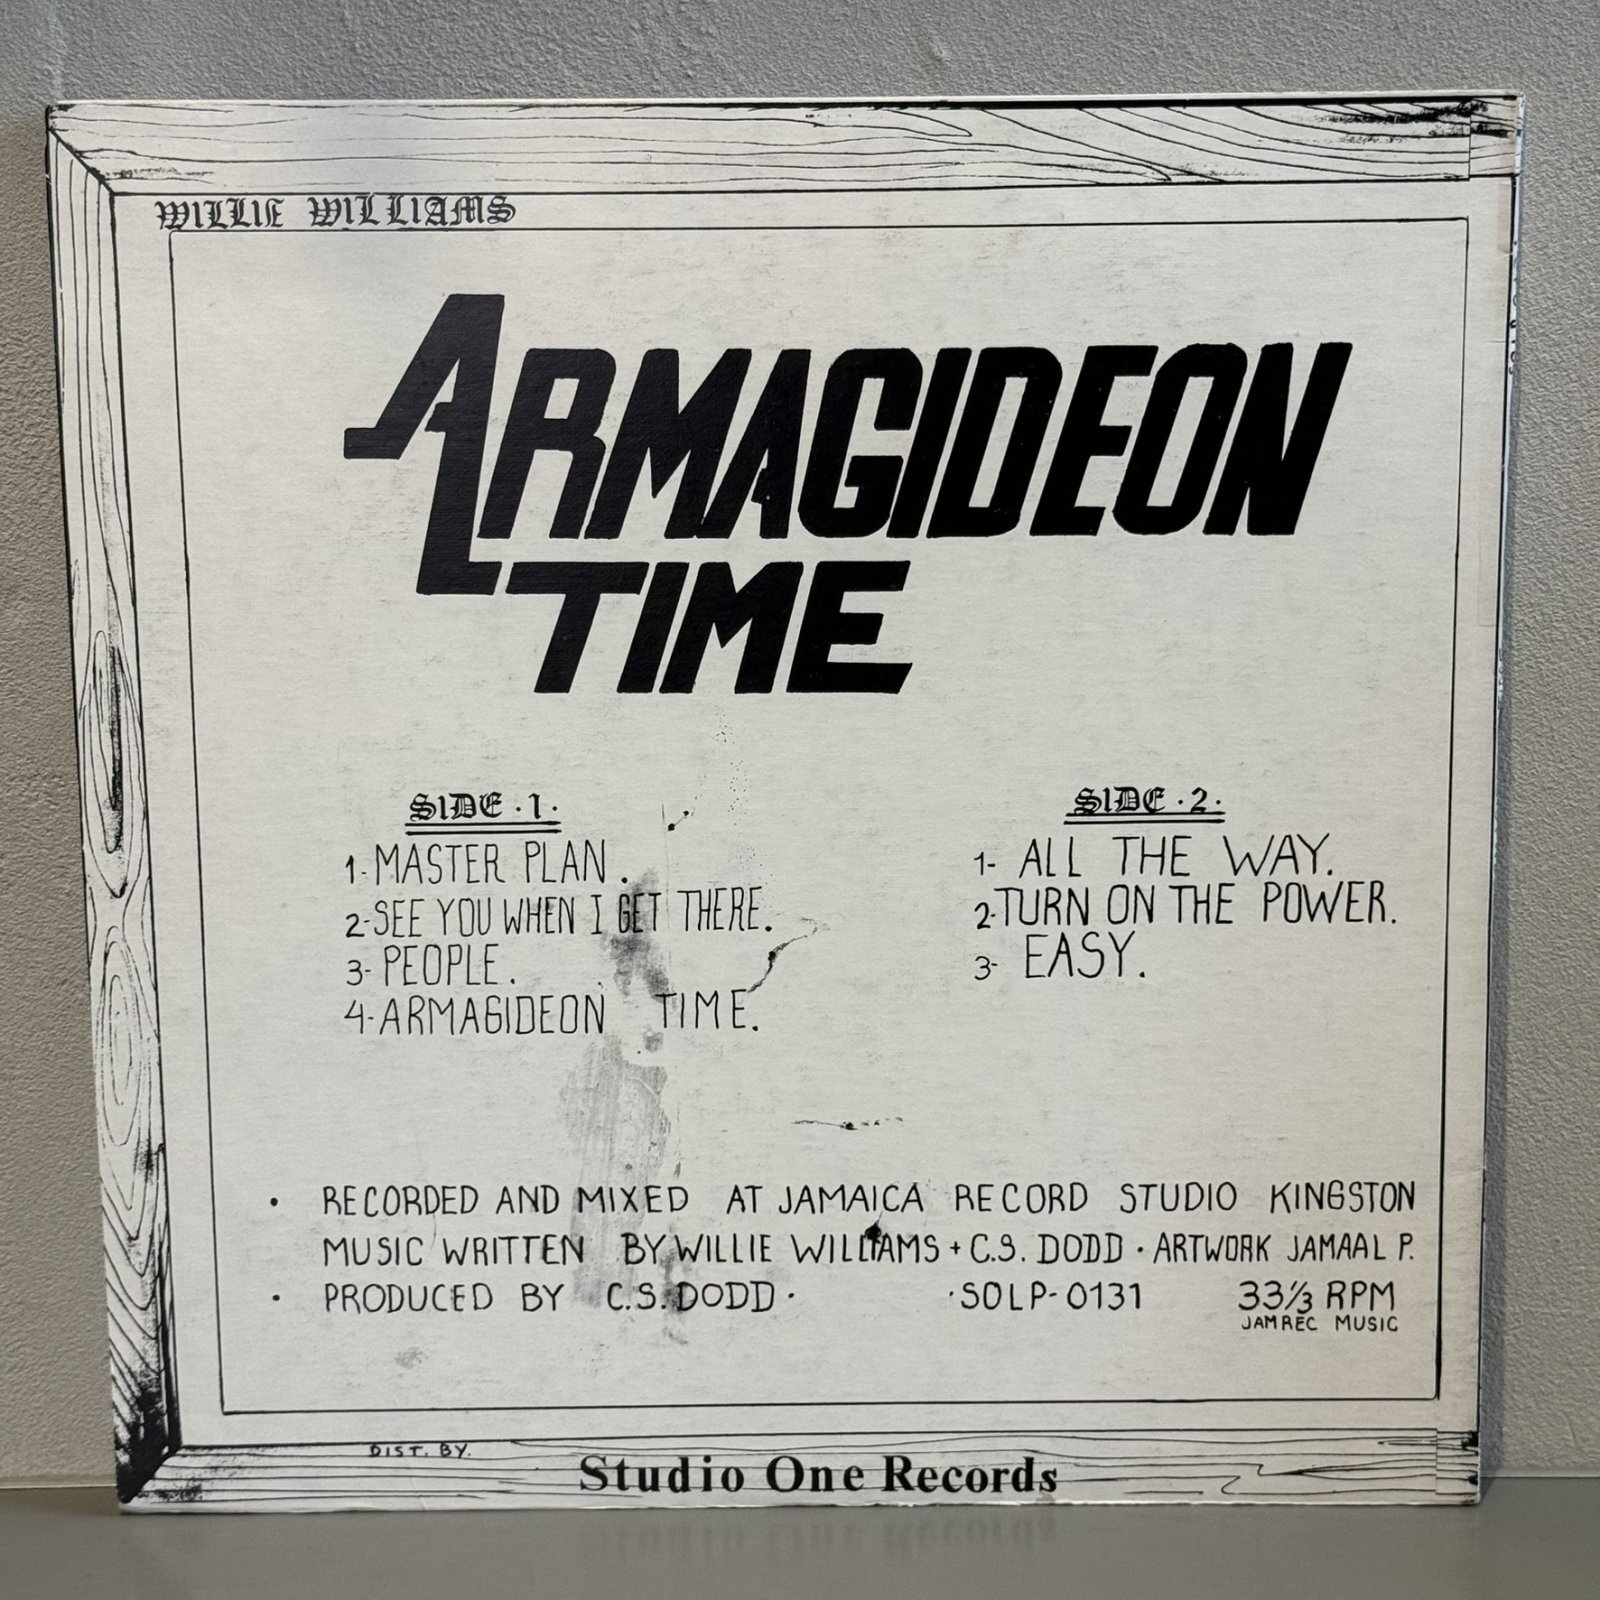 WILLIE WILLIAMS
ARMAGIDEON
TIME
SIDE ·1·
1-MASTER PLAN.
2-SEE YOU WHEN I GET THERE.
3- PEOPLE.
4-ARMAGIDEON TIME.
SIDE ·2·
1- ALL THE WAY.
2-TURN ON THE POWER.
3- EASY.
· RECORDED AND MIXED AT JAMAICA RECORD STUDIO KINGSTON
MUSIC WRITTEN BY WILLIE WILLIAMS + C.S. DODD · ARTWORK JAMAAL P.
· PRODUCED BY C.S. DODD · ·SOLP-0131 33⅓ RPM
JAMREC MUSIC
DIST. BY.
Studio One Records